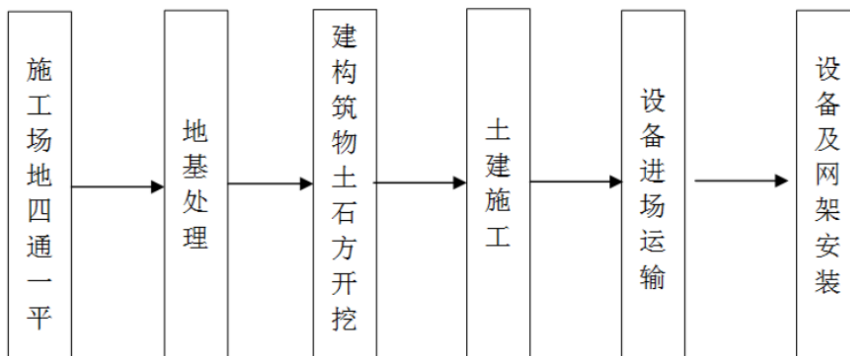 施工场地四通一平
地基处理
建构筑物土石方开挖
土建施工
设备进场运输
设备及网架安装